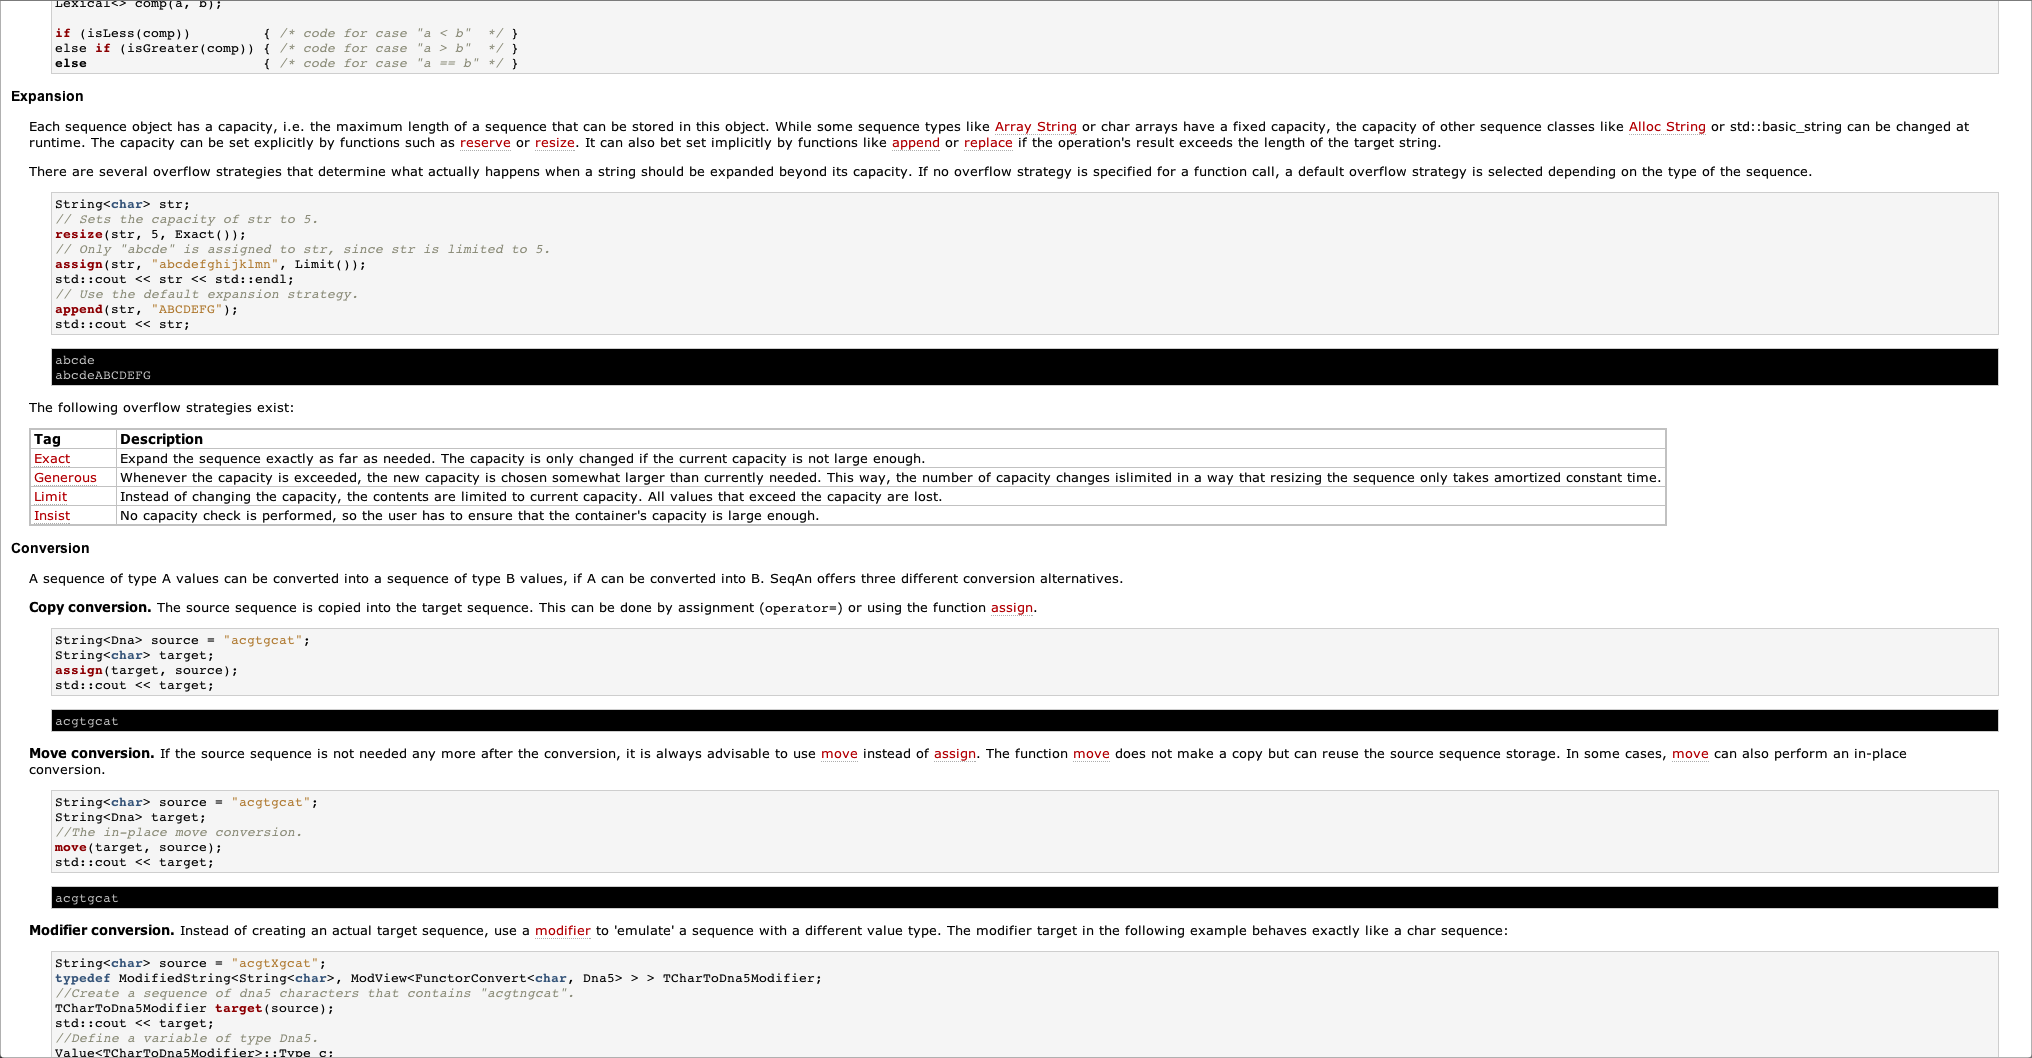 Lexical<> comp(a, b);
if (isLess(comp))         { /* code for case "a < b"  */ }
else if (isGreater(comp)) { /* code for case "a > b"  */ }
else                      { /* code for case "a == b" */ }
Expansion
Each sequence object has a capacity, i.e. the maximum length of a sequence that can be stored in this object. While some sequence types like Array String or char arrays have a fixed capacity, the capacity of other sequence classes like Alloc String or std::basic_string can be changed at
runtime. The capacity can be set explicitly by functions such as reserve or resize. It can also bet set implicitly by functions like append or replace if the operation's result exceeds the length of the target string.
There are several overflow strategies that determine what actually happens when a string should be expanded beyond its capacity. If no overflow strategy is specified for a function call, a default overflow strategy is selected depending on the type of the sequence.
String<char> str;
// Sets the capacity of str to 5.
resize(str, 5, Exact());
// Only "abcde" is assigned to str, since str is limited to 5.
assign(str, "abcdefghijklmn", Limit());
std::cout << str << std::endl;
// Use the default expansion strategy.
append(str, "ABCDEFG");
std::cout << str;
abcde
abcdeABCDEFG
The following overflow strategies exist:
Tag Description
Exact Expand the sequence exactly as far as needed. The capacity is only changed if the current capacity is not large enough.
Generous Whenever the capacity is exceeded, the new capacity is chosen somewhat larger than currently needed. This way, the number of capacity changes islimited in a way that resizing the sequence only takes amortized constant time.
Limit Instead of changing the capacity, the contents are limited to current capacity. All values that exceed the capacity are lost.
Insist No capacity check is performed, so the user has to ensure that the container's capacity is large enough.
Conversion
A sequence of type A values can be converted into a sequence of type B values, if A can be converted into B. SeqAn offers three different conversion alternatives.
Copy conversion. The source sequence is copied into the target sequence. This can be done by assignment (operator=) or using the function assign.
String<Dna> source = "acgtgcat";
String<char> target;
assign(target, source);
std::cout << target;
acgtgcat
Move conversion. If the source sequence is not needed any more after the conversion, it is always advisable to use move instead of assign. The function move does not make a copy but can reuse the source sequence storage. In some cases, move can also perform an in-place
conversion.
String<char> source = "acgtgcat";
String<Dna> target;
//The in-place move conversion.
move(target, source);
std::cout << target;
acgtgcat
Modifier conversion. Instead of creating an actual target sequence, use a modifier to 'emulate' a sequence with a different value type. The modifier target in the following example behaves exactly like a char sequence:
String<char> source = "acgtXgcat";
typedef ModifiedString<String<char>, ModView<FunctorConvert<char, Dna5> > > TCharToDna5Modifier;
//Create a sequence of dna5 characters that contains "acgtngcat".
TCharToDna5Modifier target(source);
std::cout << target;
//Define a variable of type Dna5.
Value<TCharToDna5Modifier>::Type c;